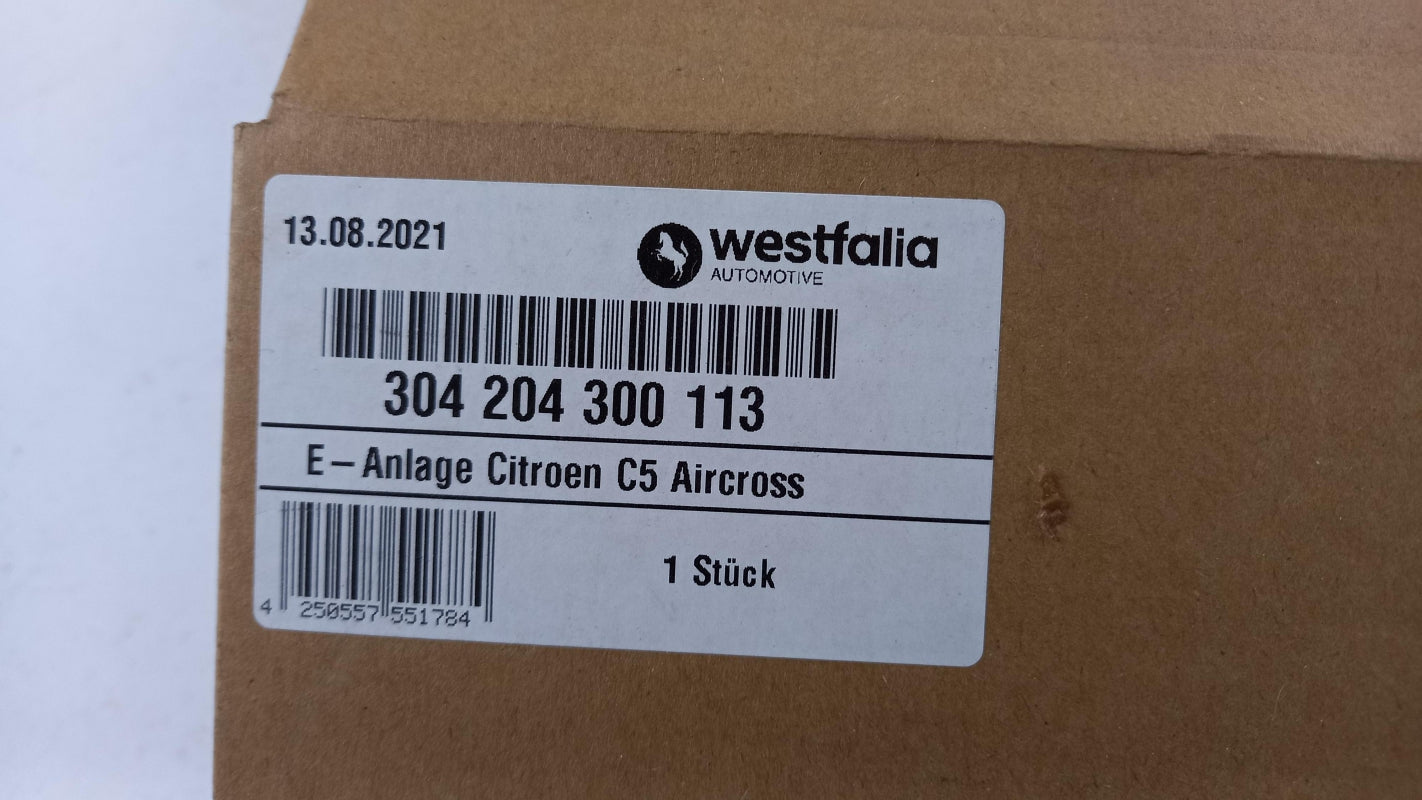 13.08.2021
westfalia
AUTOMOTIVE
304 204 300 113
E-Anlage Citroen C5 Aircross
1 Stück
4 250557 551784